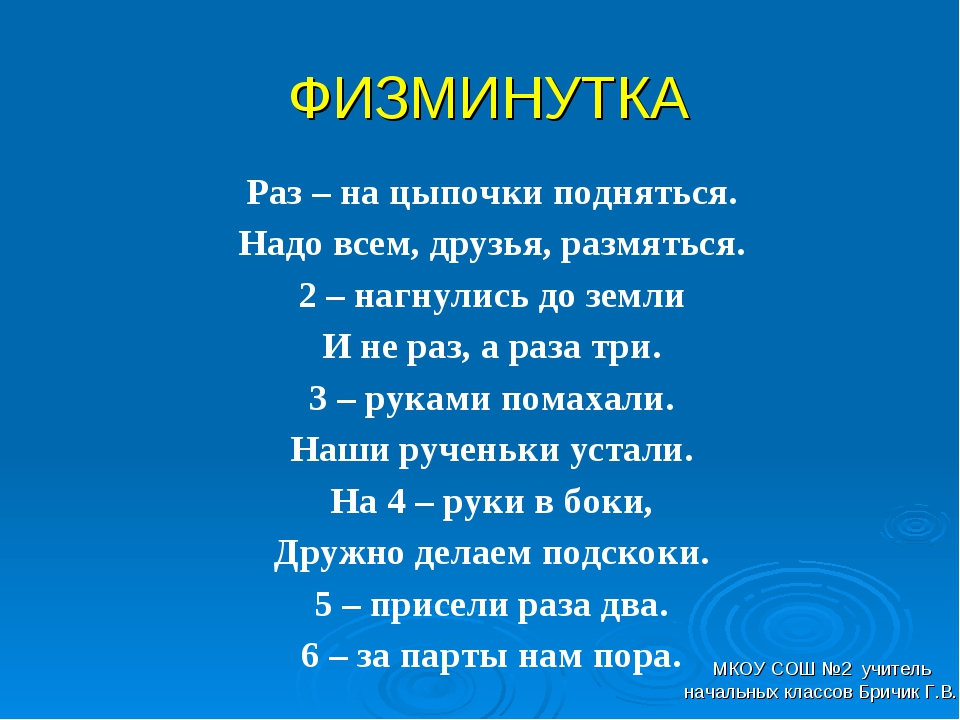 ФИЗМИНУТКА
Раз – на цыпочки подняться.
Надо всем, друзья, размяться.
2 – нагнулись до земли
И не раз, а раза три.
3 – руками помахали.
Наши рученьки устали.
На 4 – руки в боки,
Дружно делаем подскоки.
5 – присели раза два.
6 – за парты нам пора.
МКОУ СОШ №2 учитель
начальных классов Бричик Г.В.